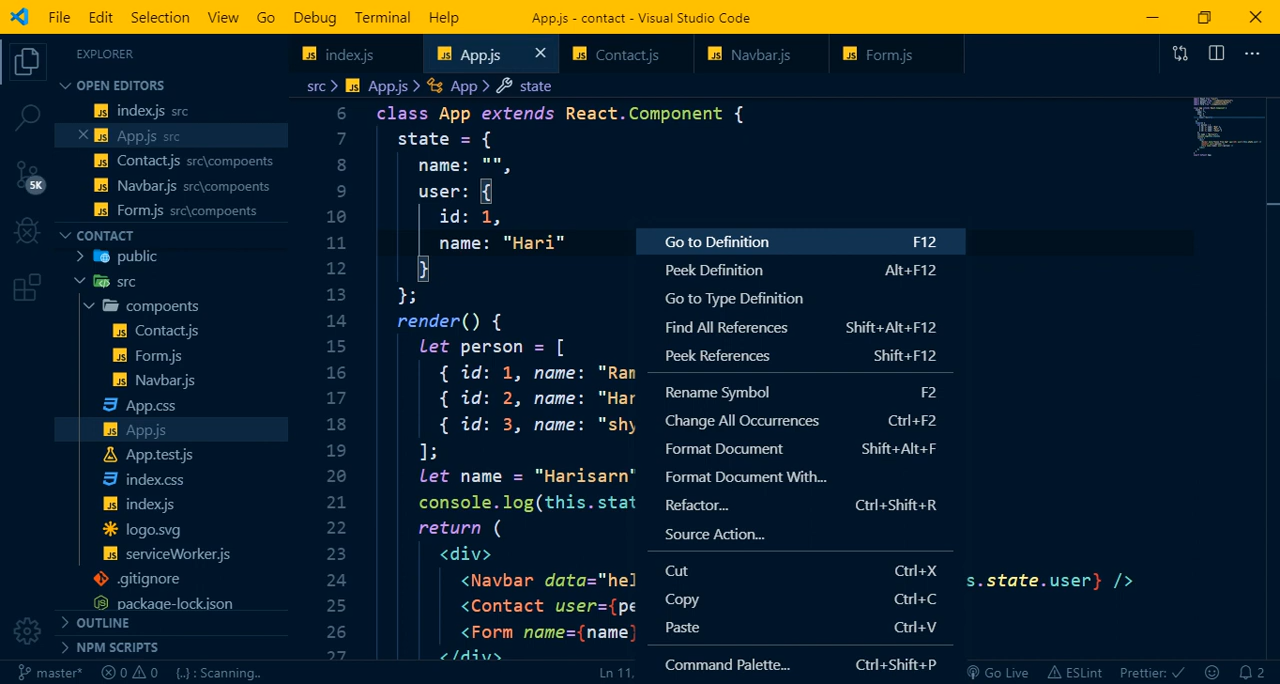 File Edit Selection View Go Debug Terminal Help App.js - contact - Visual Studio Code
EXPLORER
OPEN EDITORS
index.js src
App.js src
Contact.js src\compoents
Navbar.js src\compoents
Form.js src\compoents
CONTACT
public
src
compoents
Contact.js
Form.js
Navbar.js
App.css
App.js
App.test.js
index.css
index.js
logo.svg
serviceWorker.js
.gitignore
package-lock.json
OUTLINE
NPM SCRIPTS
5K
index.js App.js Contact.js Navbar.js Form.js
src > App.js > App > state
6 class App extends React.Component {
7 state = {
8 name: "",
9 user: {
10 id: 1,
11 name: "Hari"
12 }
13 };
14 render() {
15 let person = [
16 { id: 1, name: "Ram
17 { id: 2, name: "Har
18 { id: 3, name: "shy
19 ];
20 let name = "Harisarn"
21 console.log(this.stat
22 return (
23 <div>
24 <Navbar data="hel s.state.user} />
25 <Contact user={pe
26 <Form name={name}
27 </div>
Go to Definition F12
Peek Definition Alt+F12
Go to Type Definition
Find All References Shift+Alt+F12
Peek References Shift+F12
Rename Symbol F2
Change All Occurrences Ctrl+F2
Format Document Shift+Alt+F
Format Document With...
Refactor... Ctrl+Shift+R
Source Action...
Cut Ctrl+X
Copy Ctrl+C
Paste Ctrl+V
Command Palette... Ctrl+Shift+P
master* 0 0 {..} : Scanning.. Ln 11, Go Live ESLint Prettier: ✓ 2